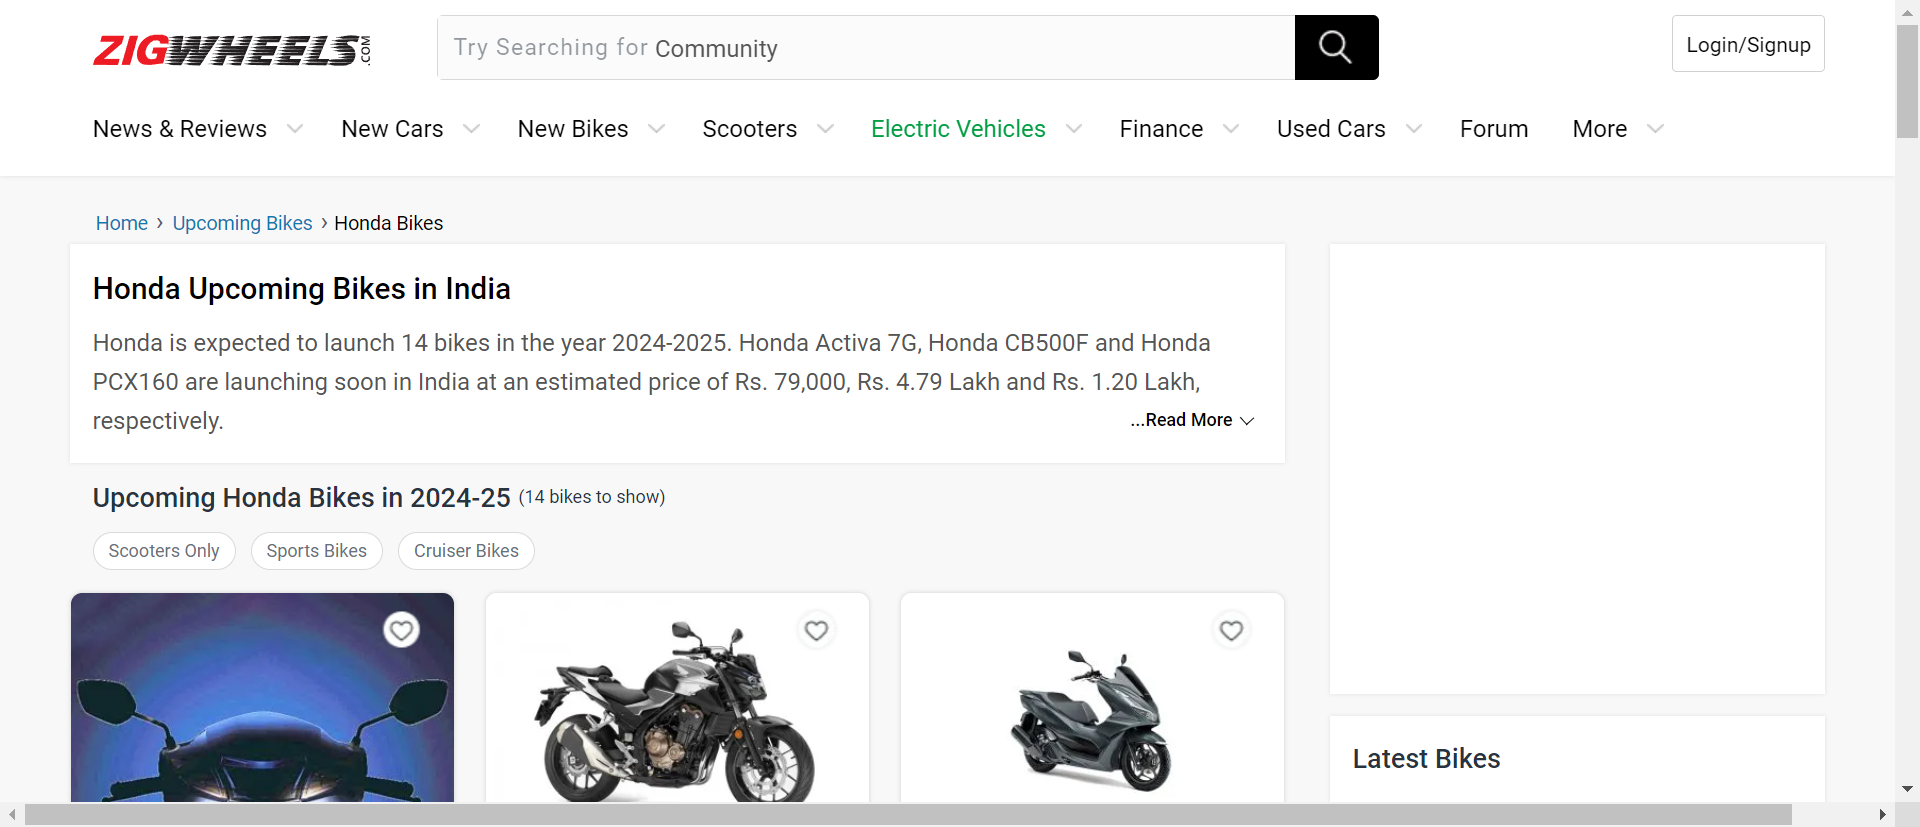 ZIGWHEELS.COM
Try Searching for Community
Login/Signup
News & Reviews
New Cars
New Bikes
Scooters
Electric Vehicles
Finance
Used Cars
Forum
More
Home › Upcoming Bikes › Honda Bikes
Honda Upcoming Bikes in India
Honda is expected to launch 14 bikes in the year 2024-2025. Honda Activa 7G, Honda CB500F and Honda
PCX160 are launching soon in India at an estimated price of Rs. 79,000, Rs. 4.79 Lakh and Rs. 1.20 Lakh,
respectively.
...Read More
Upcoming Honda Bikes in 2024-25 (14 bikes to show)
Scooters Only
Sports Bikes
Cruiser Bikes
Latest Bikes